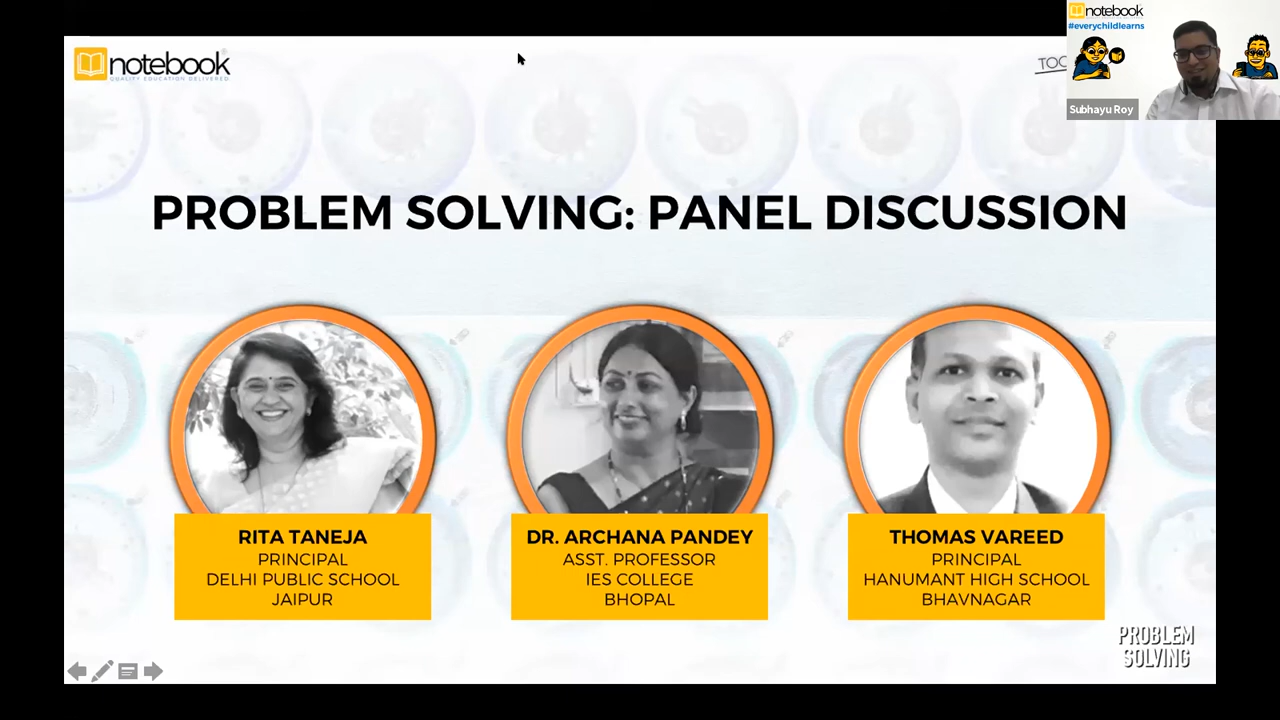 notebook
QUALITY EDUCATION DELIVERED
TOO
notebook
#everychildlearns
Subhayu Roy
PROBLEM SOLVING: PANEL DISCUSSION
RITA TANEJA
PRINCIPAL
DELHI PUBLIC SCHOOL
JAIPUR
DR. ARCHANA PANDEY
ASST. PROFESSOR
IES COLLEGE
BHOPAL
THOMAS VAREED
PRINCIPAL
HANUMANT HIGH SCHOOL
BHAVNAGAR
PROBLEM
SOLVING